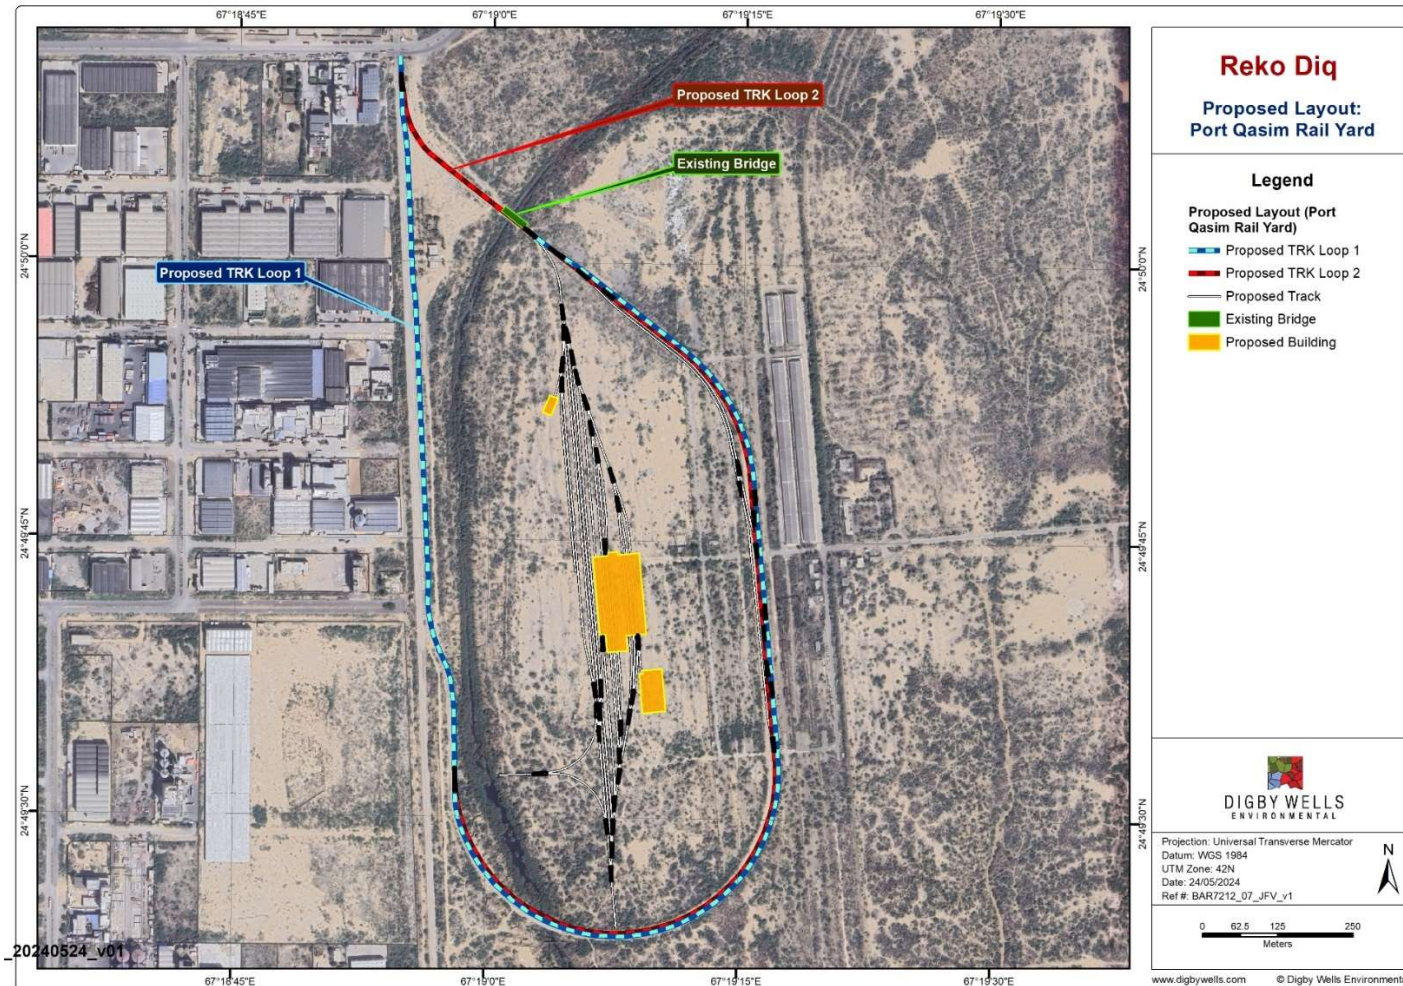 67°18'45"E
67°19'0"E
67°19'15"E
67°19'30"E
Reko Diq
Proposed Layout:
Port Qasim Rail Yard
Proposed TRK Loop 2
Existing Bridge
Proposed TRK Loop 1
24°50'0"N
24°50'0"N
24°49'45"N
24°49'45"N
24°49'30"N
24°49'30"N
Legend
Proposed Layout (Port
Qasim Rail Yard)
Proposed TRK Loop 1
Proposed TRK Loop 2
Proposed Track
Existing Bridge
Proposed Building
DIGBY WELLS
ENVIRONMENTAL
Projection: Universal Transverse Mercator
Datum: WGS 1984
UTM Zone: 42N
Date: 24/05/2024
Ref #: BAR7212_07_JFV_v1
N
0 62.5 125 250
Meters
_20240524_v01
67°18'45"E
67°19'0"E
67°19'15"E
67°19'30"E
www.digbywells.com © Digby Wells Environmenta